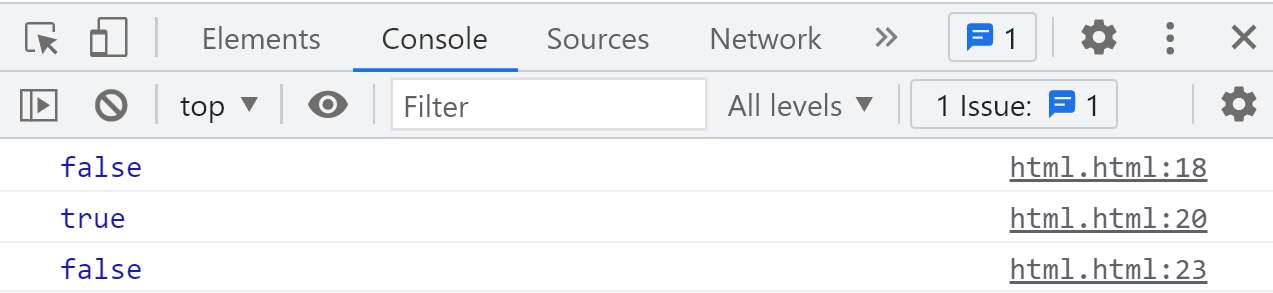 Elements Console Sources Network 1
top Filter All levels 1 Issue: 1
false html.html:18
true html.html:20
false html.html:23